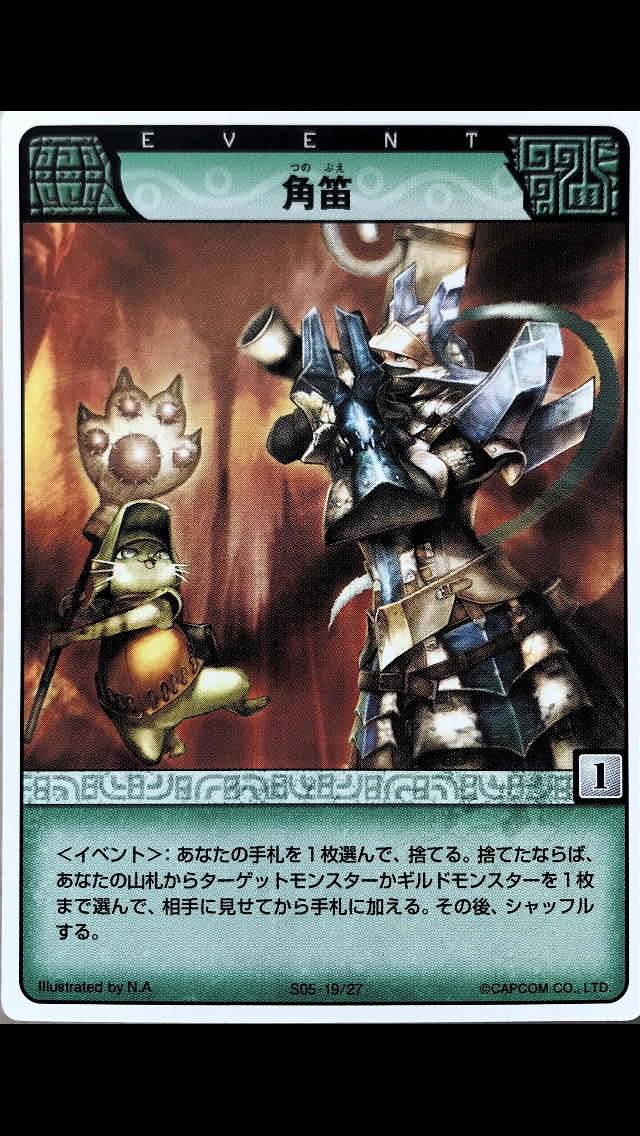 EVENT
つの ぶえ
角笛
1
＜イベント＞：あなたの手札を１枚選んで、捨てる。捨てたならば、
あなたの山札からターゲットモンスターかギルドモンスターを１枚
まで選んで、相手に見せてから手札に加える。その後、シャッフル
する。
Illustrated by N.A S05-19/27 ©CAPCOM CO., LTD.